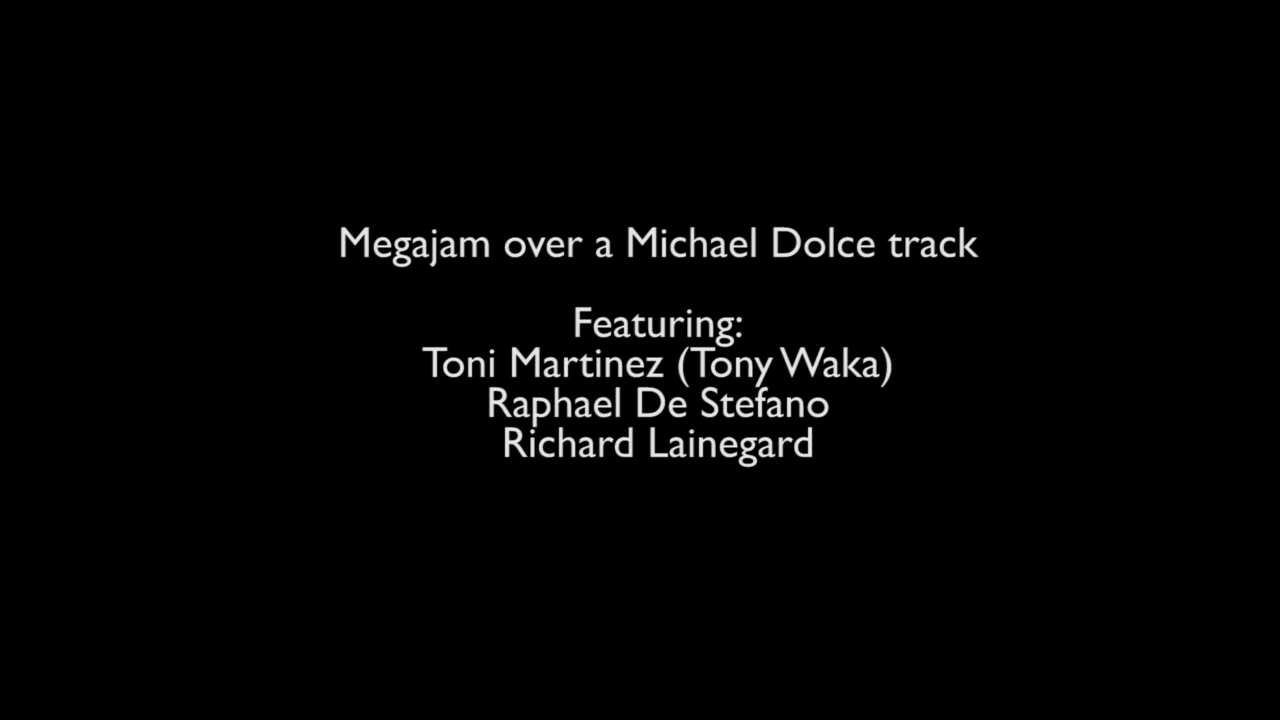 Megajam over a Michael Dolce track
Featuring:
Toni Martinez (Tony Waka)
Raphael De Stefano
Richard Lainegard